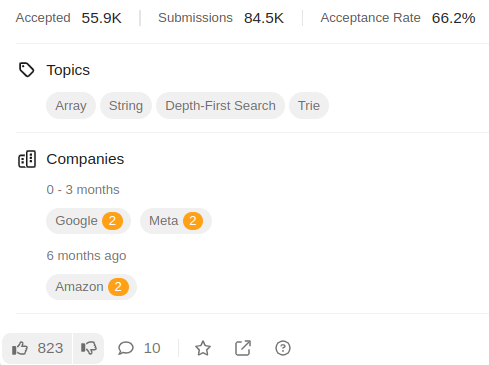 Accepted 55.9K Submissions 84.5K Acceptance Rate 66.2%
Topics
Array String Depth-First Search Trie
Companies
0 - 3 months
Google 2 Meta 2
6 months ago
Amazon 2
823 10